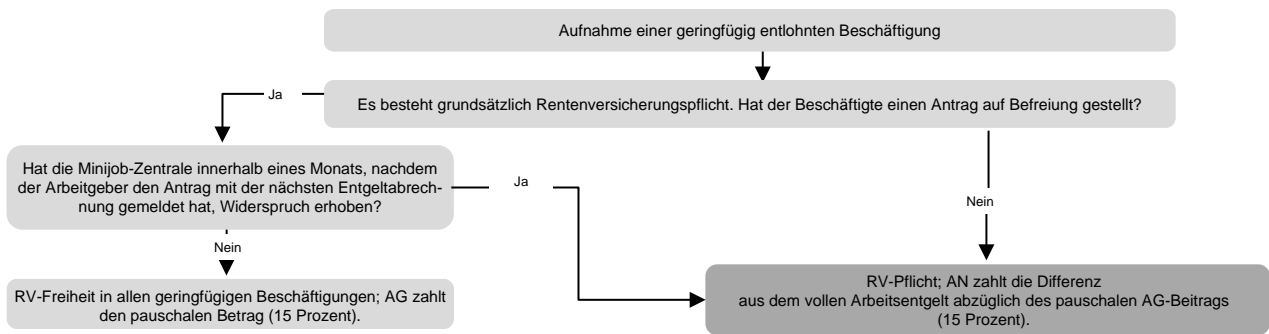 Aufnahme einer geringfügig entlohnten Beschäftigung
Ja
Es besteht grundsätzlich Rentenversicherungspflicht. Hat der Beschäftigte einen Antrag auf Befreiung gestellt?
Hat die Minijob-Zentrale innerhalb eines Monats, nachdem
der Arbeitgeber den Antrag mit der nächsten Entgeltabrech-
nung gemeldet hat, Widerspruch erhoben?
Ja
Nein
Nein
RV-Freiheit in allen geringfügigen Beschäftigungen; AG zahlt
den pauschalen Betrag (15 Prozent).
RV-Pflicht; AN zahlt die Differenz
aus dem vollen Arbeitsentgelt abzüglich des pauschalen AG-Beitrags
(15 Prozent).